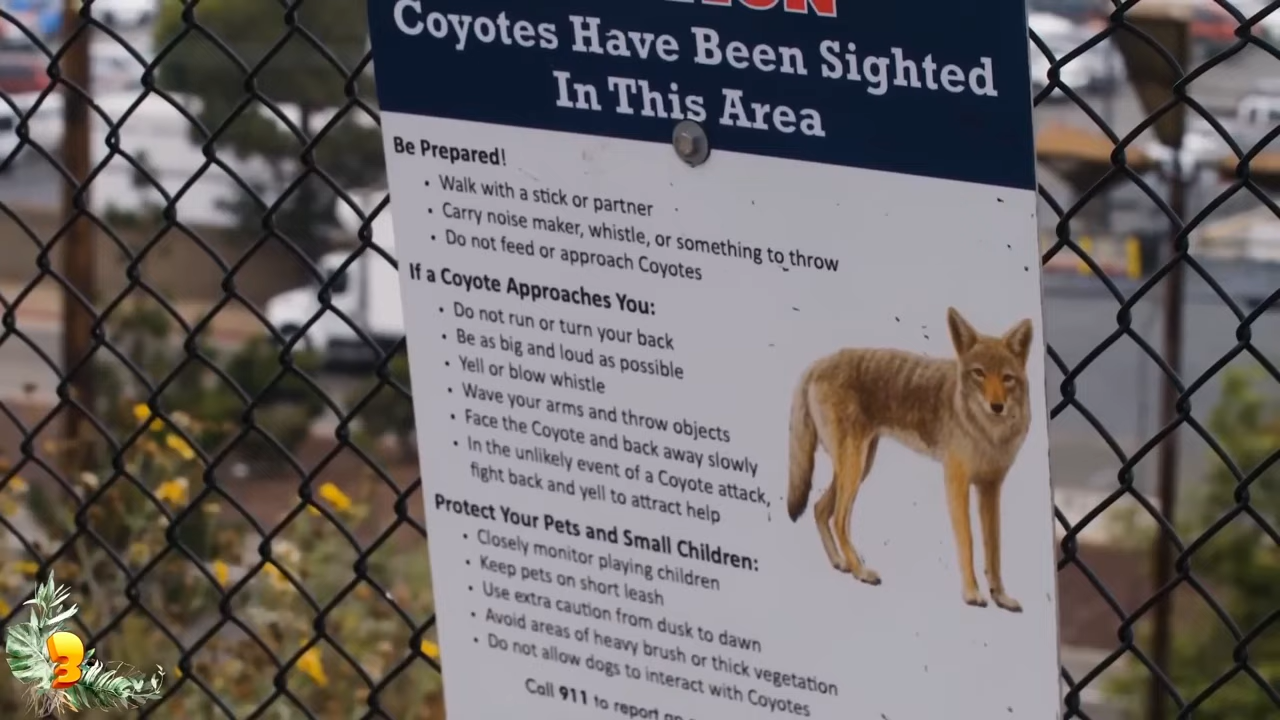 Coyotes Have Been Sighted
In This Area
Be Prepared!
• Walk with a stick or partner
• Carry noise maker, whistle, or something to throw
• Do not feed or approach Coyotes
If a Coyote Approaches You:
• Do not run or turn your back
• Be as big and loud as possible
• Yell or blow whistle
• Wave your arms and throw objects
• Face the Coyote and back away slowly
• In the unlikely event of a Coyote attack,
fight back and yell to attract help
Protect Your Pets and Small Children:
• Closely monitor playing children
• Keep pets on short leash
• Use extra caution from dusk to dawn
• Avoid areas of heavy brush or thick vegetation
• Do not allow dogs to interact with Coyotes
Call 911 to report
3